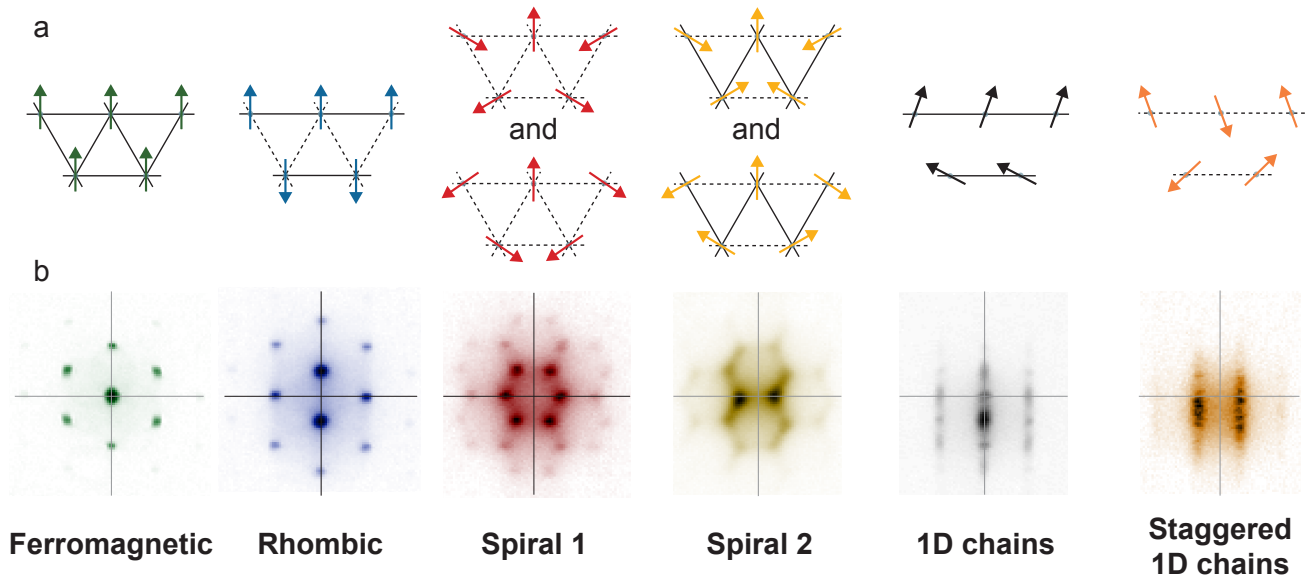 a
and
and
b
Ferromagnetic
Rhombic
Spiral 1
Spiral 2
1D chains
Staggered
1D chains